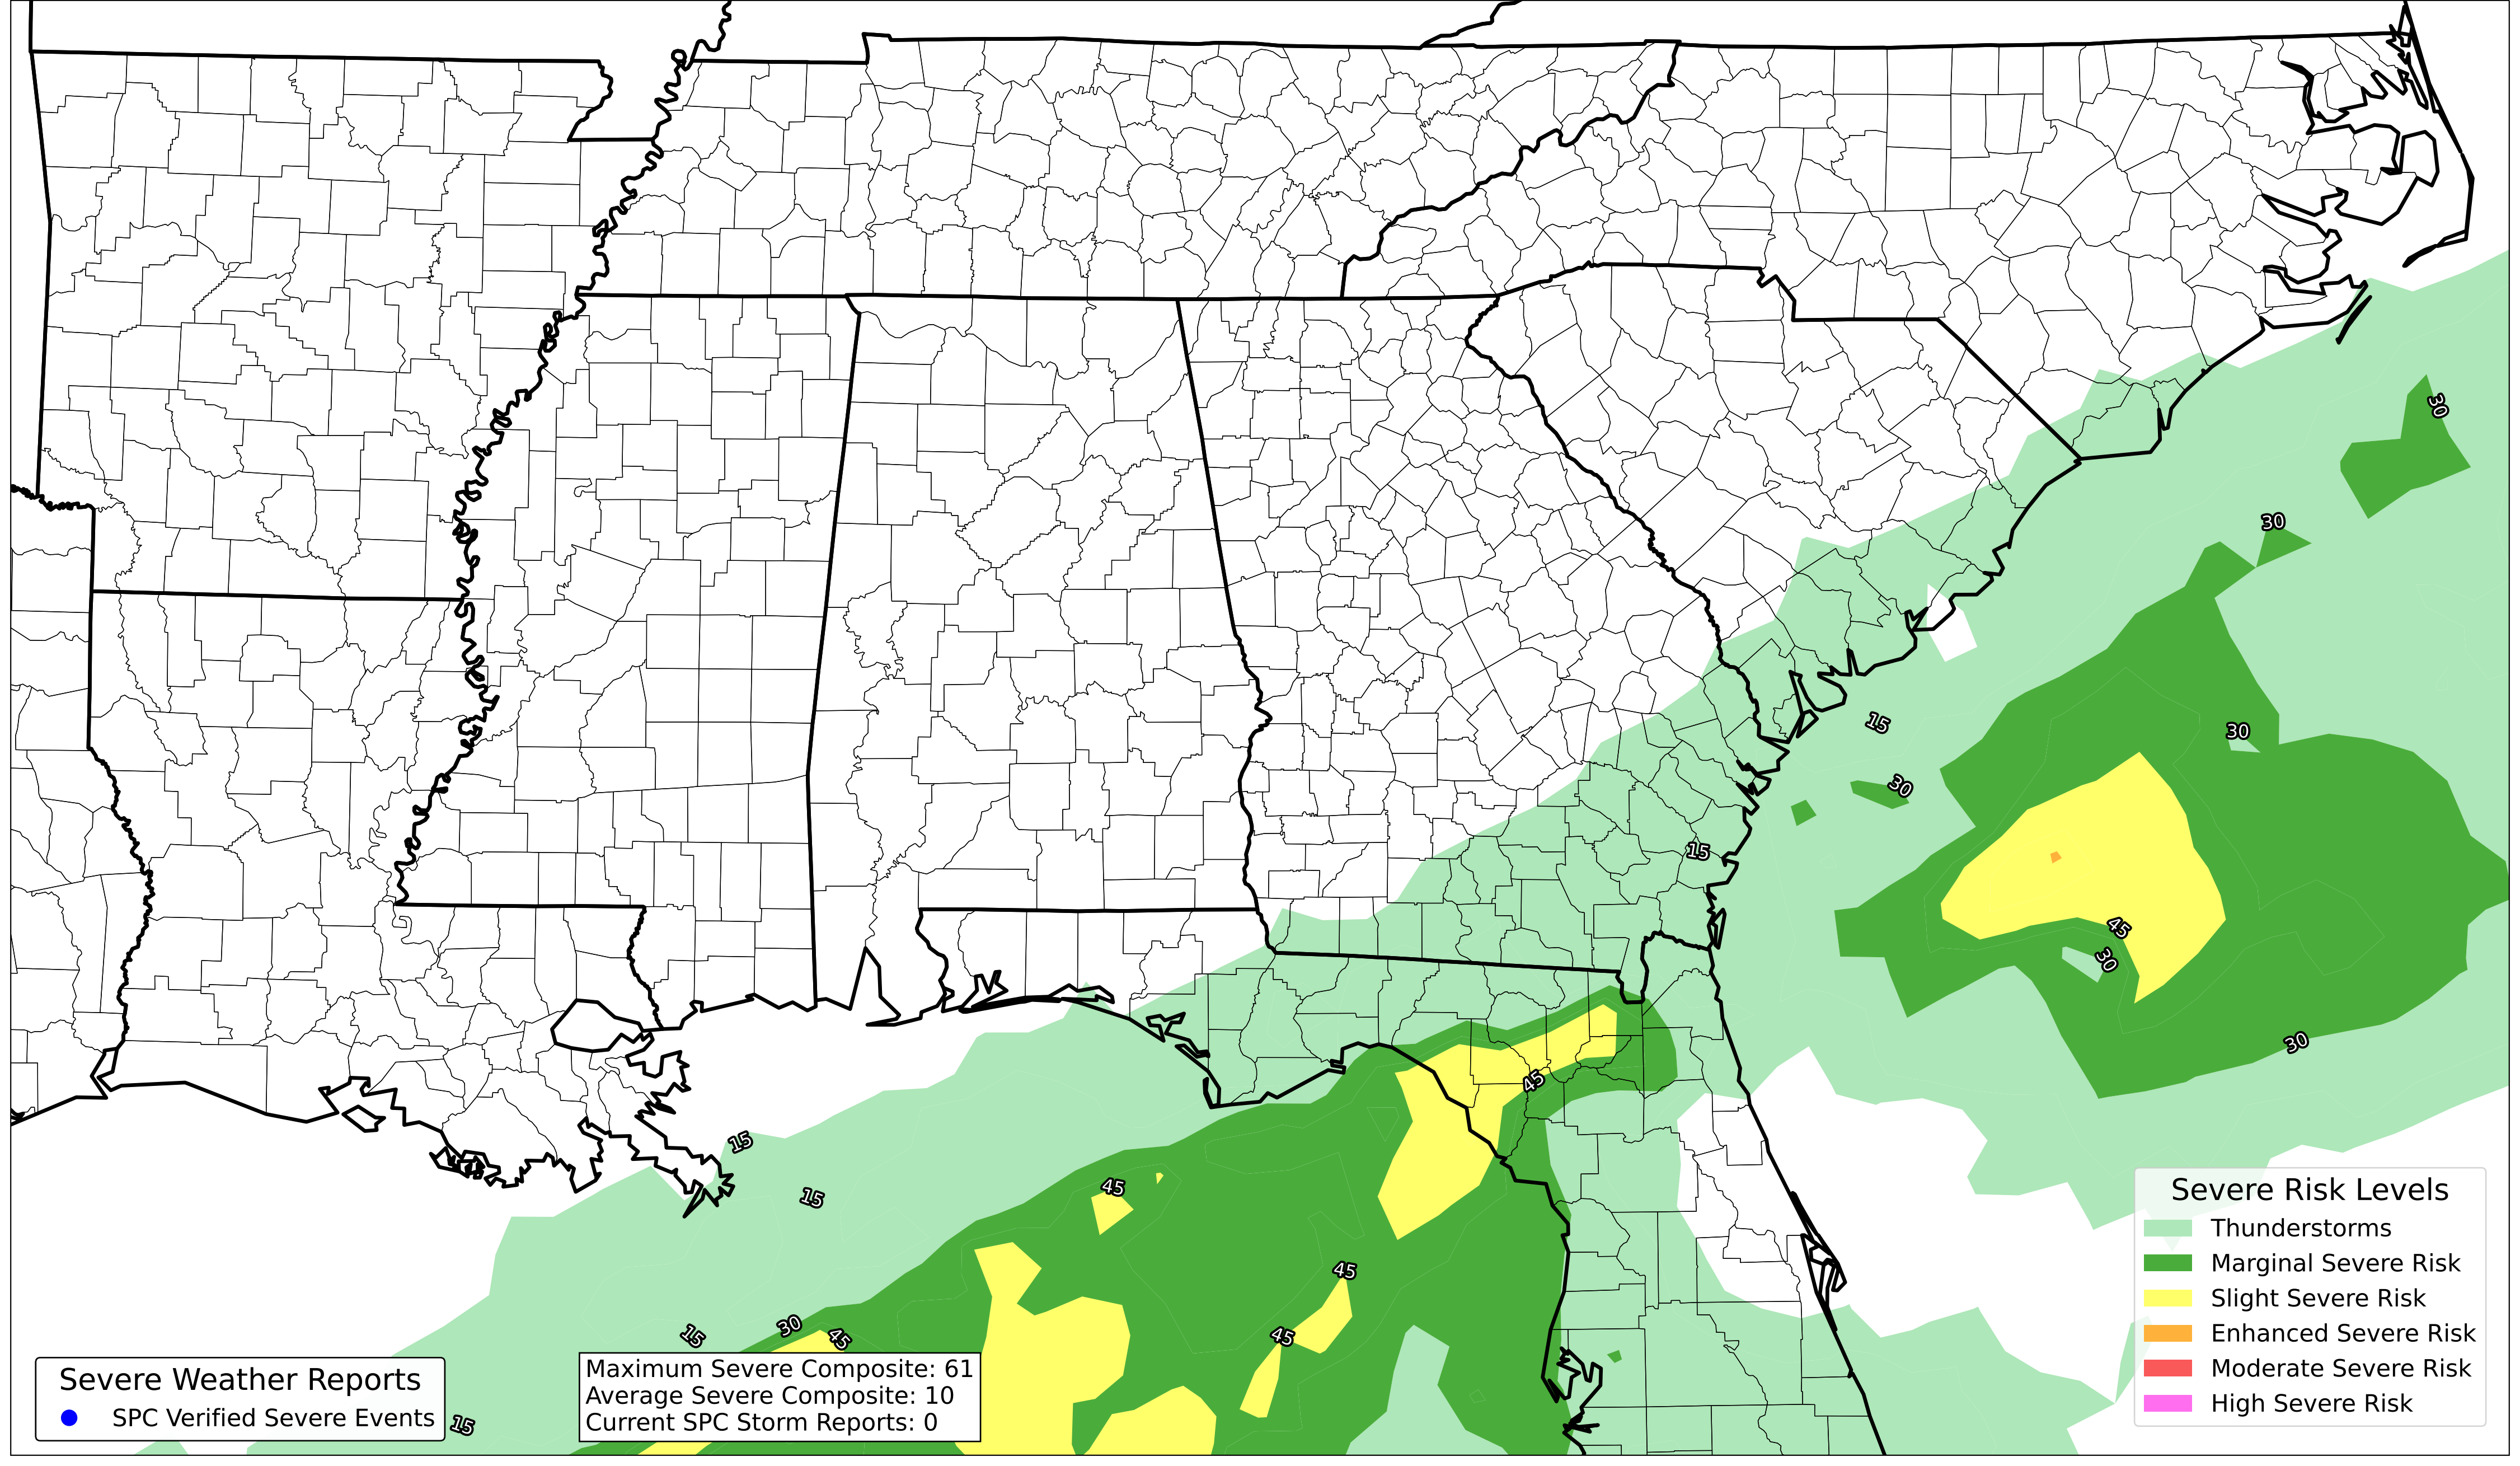 30
30
30
15
30
15
45
30
30
45
15
45
15
45
30
45
15
45
15
Severe Risk Levels
Thunderstorms
Marginal Severe Risk
Slight Severe Risk
Enhanced Severe Risk
Moderate Severe Risk
High Severe Risk
Severe Weather Reports
SPC Verified Severe Events
Maximum Severe Composite: 61
Average Severe Composite: 10
Current SPC Storm Reports: 0